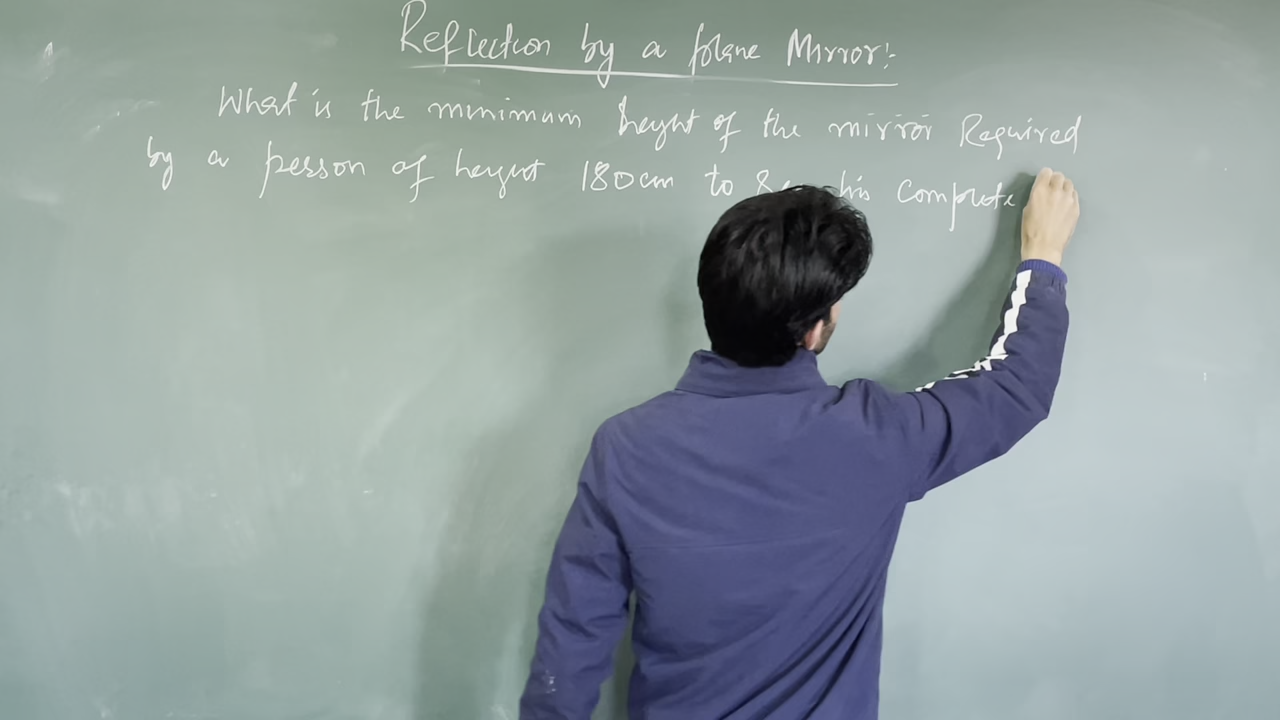 Reflection by a plane Mirror:-
What is the minimum height of the mirror Required
by a person of height 180cm to his complete